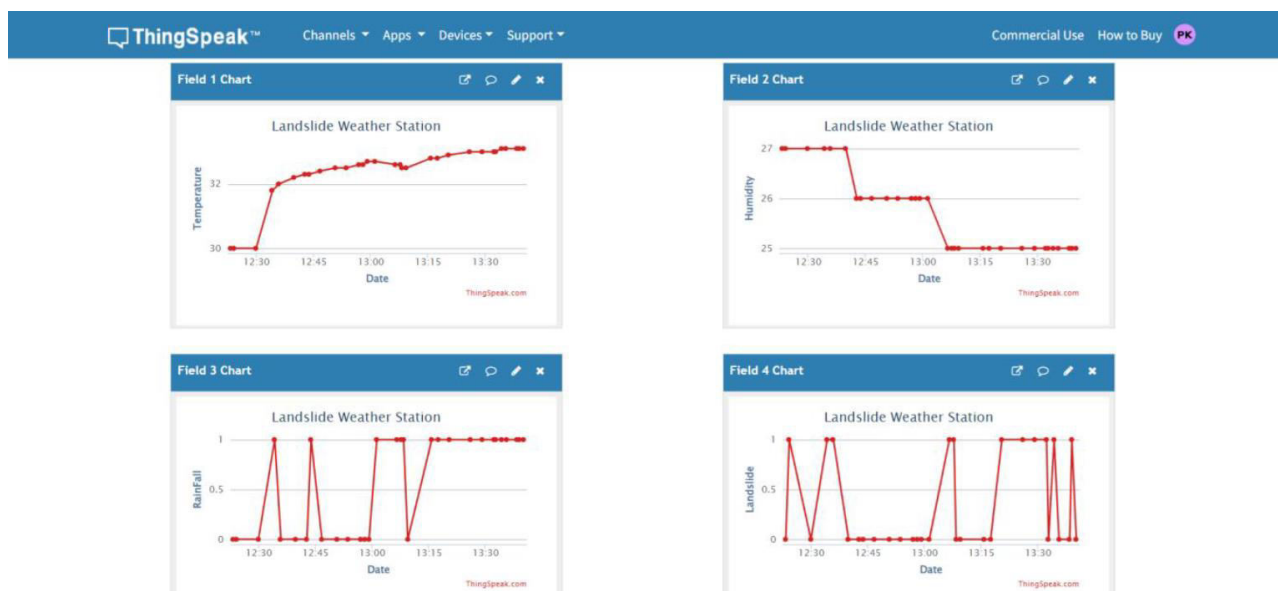 ThingSpeak™ Channels Apps Devices Support Commercial Use How to Buy PK
Field 1 Chart
Landslide Weather Station
Temperature
32
30
12:30 12:45 13:00 13:15 13:30
Date
ThingSpeak.com
Field 2 Chart
Landslide Weather Station
Humidity
27
26
25
12:30 12:45 13:00 13:15 13:30
Date
ThingSpeak.com
Field 3 Chart
Landslide Weather Station
RainFall
1
0.5
0
12:30 12:45 13:00 13:15 13:30
Date
ThingSpeak.com
Field 4 Chart
Landslide Weather Station
Landslide
1
0.5
0
12:30 12:45 13:00 13:15 13:30
Date
ThingSpeak.com